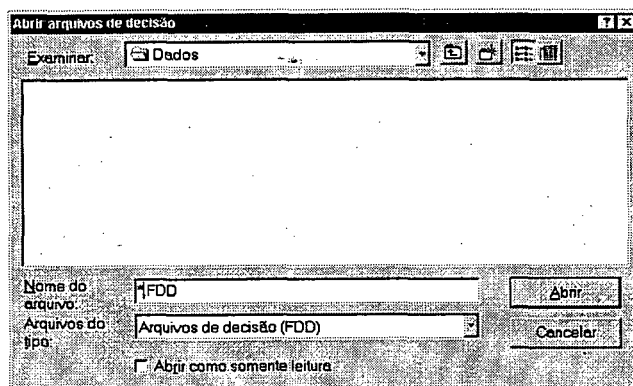 Abrir arquivos de decisão
Examinar: Dados
Nome do arquivo: *.FDD
Abrir
Arquivos do tipo: Arquivos de decisão (FDD)
Cancelar
Abrir como somente leitura